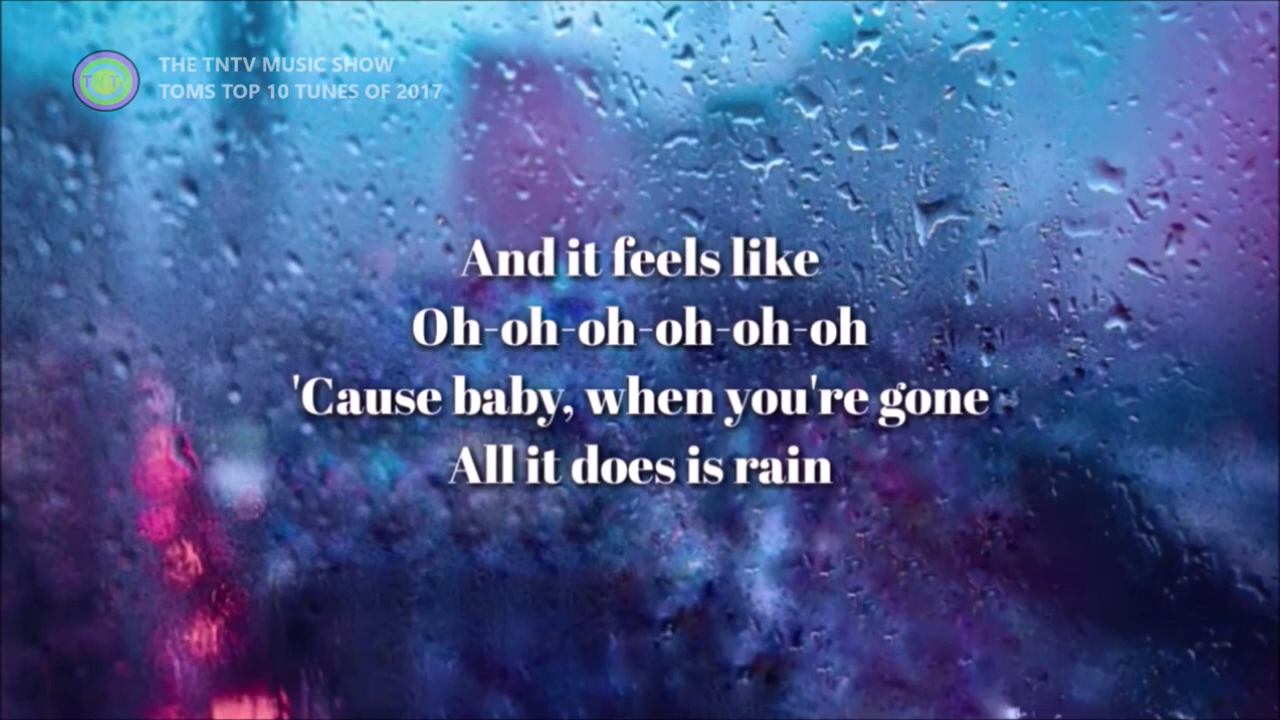 TNTV
THE TNTV MUSIC SHOW
TOMS TOP 10 TUNES OF 2017
And it feels like
Oh-oh-oh-oh-oh-oh
'Cause baby, when you're gone
All it does is rain